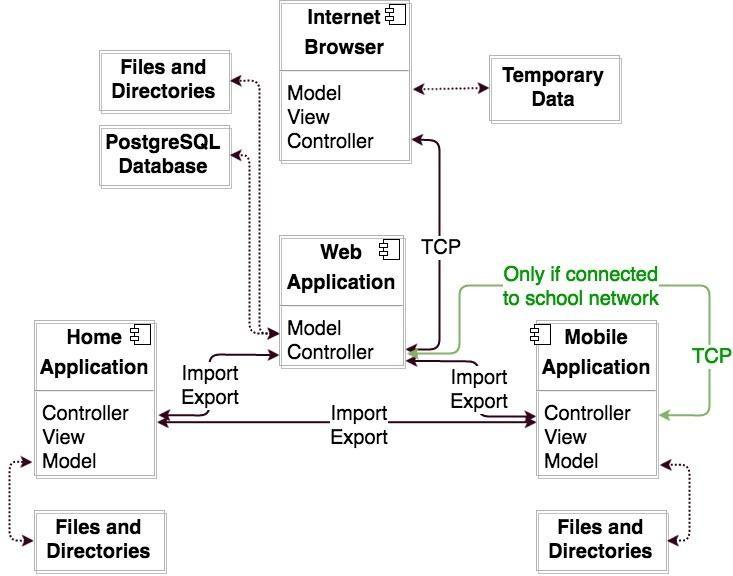 Internet
Browser
Model
View
Controller
Files and
Directories
Temporary
Data
PostgreSQL
Database
Web
Application
Model
Controller
TCP
Only if connected
to school network
TCP
Home
Application
Controller
View
Model
Import
Export
Import
Export
Import
Export
Mobile
Application
Controller
View
Model
Files and
Directories
Files and
Directories